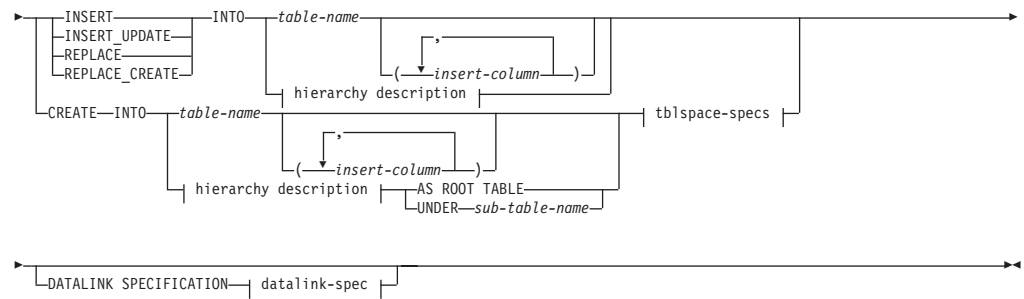 INSERT INTO table-name
INSERT_UPDATE ,
REPLACE
REPLACE_CREATE ( insert-column )
hierarchy description
CREATE INTO table-name tblspace-specs
,
( insert-column )
hierarchy description AS ROOT TABLE
UNDER sub-table-name
DATALINK SPECIFICATION datalink-spec